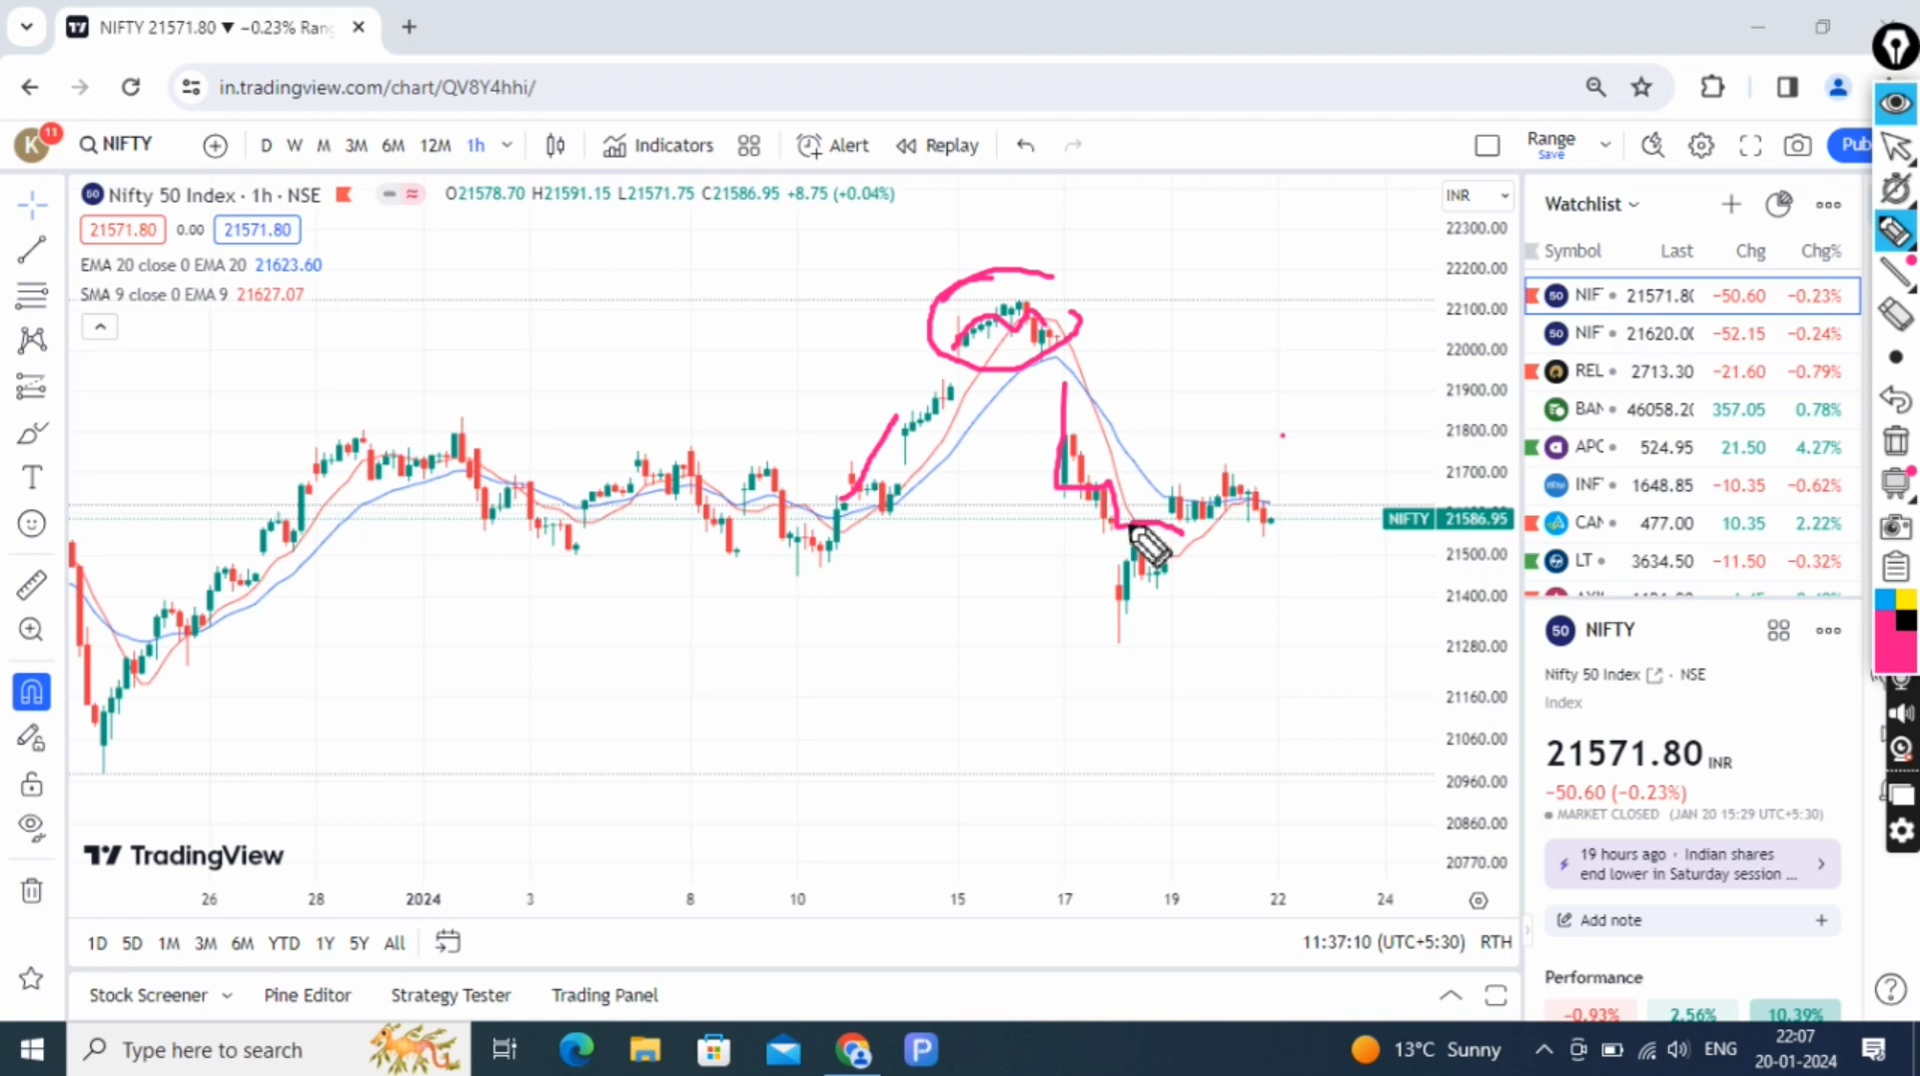 NIFTY 21571.80 ▼ −0.23% Rang
in.tradingview.com/chart/QV8Y4hhi/
K 11 NIFTY D W M 3M 6M 12M 1h Indicators Alert Replay Range Save Pub
50 Nifty 50 Index · 1h · NSE O21578.70 H21591.15 L21571.75 C21586.95 +8.75 (+0.04%) INR
21571.80 0.00 21571.80
EMA 20 close 0 EMA 20 21623.60
SMA 9 close 0 EMA 9 21627.07
22300.00
22200.00
22100.00
22000.00
21900.00
21800.00
21700.00
NIFTY 21586.95
21500.00
21400.00
21280.00
21160.00
21060.00
20960.00
20860.00
20770.00
TradingView
26 28 2024 3 8 10 15 17 19 22 24
1D 5D 1M 3M 6M YTD 1Y 5Y All 11:37:10 (UTC+5:30) RTH
Stock Screener Pine Editor Strategy Tester Trading Panel
Watchlist
Symbol Last Chg Chg%
50 NIF 21571.80 −50.60 −0.23%
50 NIF 21620.00 −52.15 −0.24%
REL 2713.30 −21.60 −0.79%
BAN 46058.20 357.05 0.78%
APO 524.95 21.50 4.27%
INF 1648.85 −10.35 −0.62%
CAN 477.00 10.35 2.22%
LT 3634.50 −11.50 −0.32%
50 NIFTY
Nifty 50 Index · NSE
Index
21571.80 INR
−50.60 (−0.23%)
MARKET CLOSED (JAN 20 15:29 UTC+5:30)
19 hours ago · Indian shares
end lower in Saturday session ...
Add note
Performance
−0.93% 2.56% 10.39%
Type here to search
13°C Sunny
ENG
22:07
20-01-2024